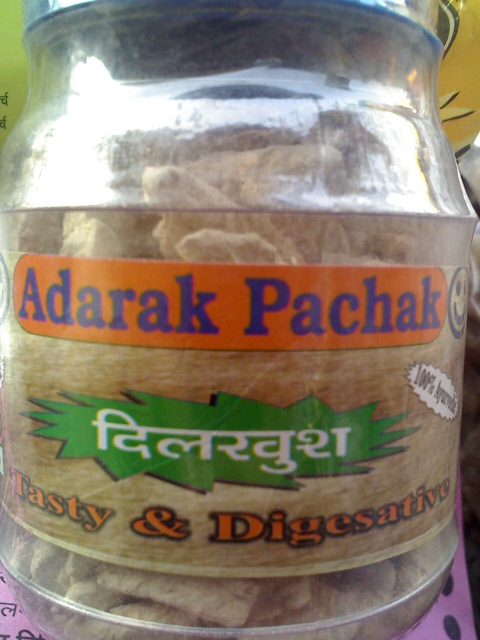 Adarak Pachak
100% Ayurvedic
दिलखुश
Tasty & Digesative